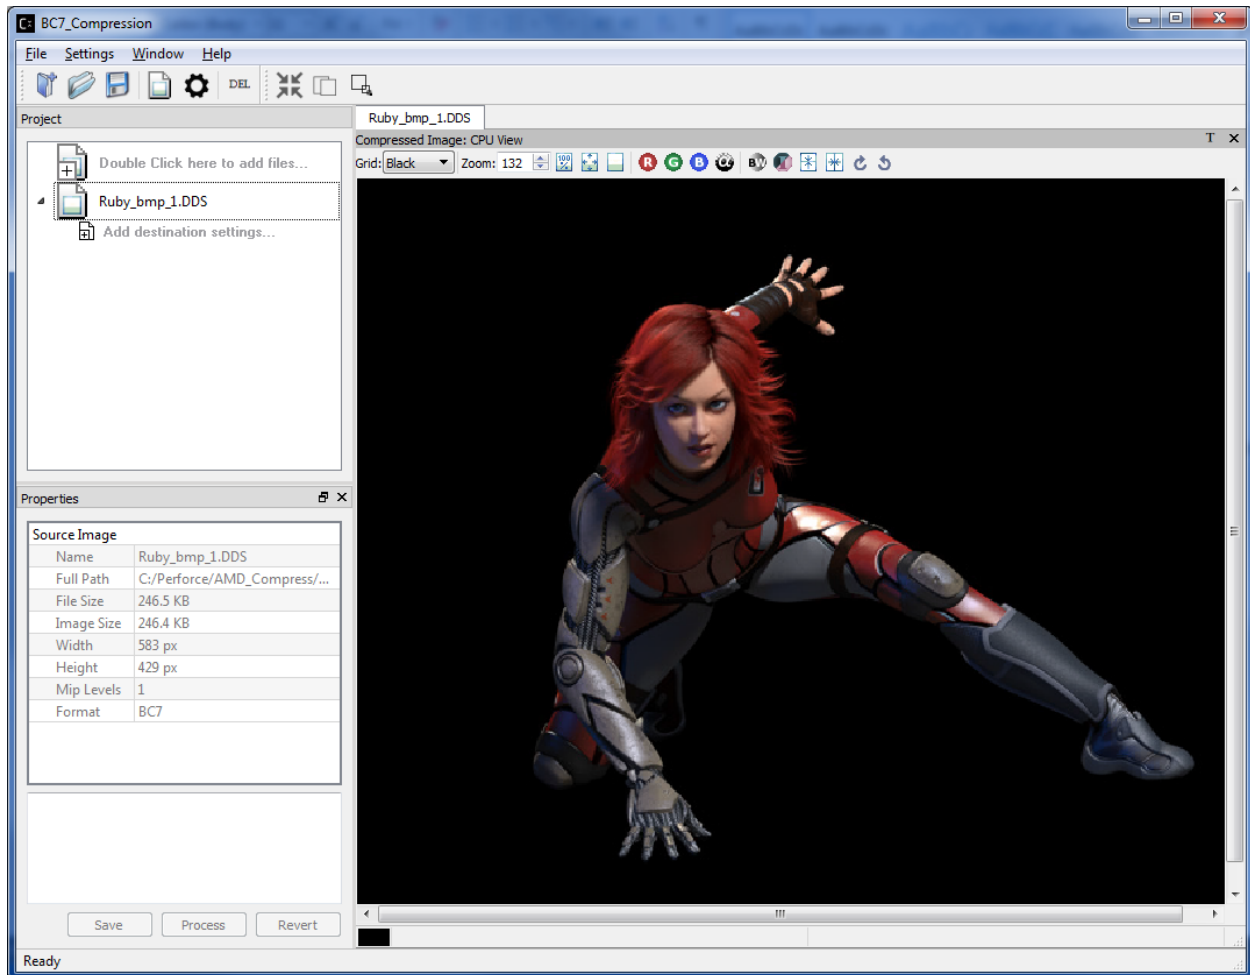 BC7_Compression
File Settings Window Help
DEL
Project
Double Click here to add files...
Ruby_bmp_1.DDS
Add destination settings...
Properties
Source Image
Name Ruby_bmp_1.DDS
Full Path C:/Perforce/AMD_Compress/...
File Size 246.5 KB
Image Size 246.4 KB
Width 583 px
Height 429 px
Mip Levels 1
Format BC7
Save Process Revert
Ready
Ruby_bmp_1.DDS
Compressed Image: CPU View T
Grid: Black Zoom: 132 100 % R G B α BW